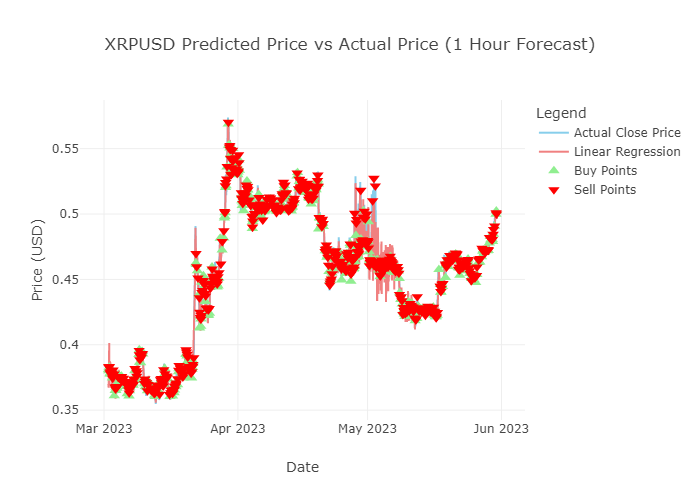 XRPUSD Predicted Price vs Actual Price (1 Hour Forecast)
Legend
Actual Close Price
Linear Regression
Buy Points
Sell Points
Price (USD)
0.55
0.5
0.45
0.4
0.35
Mar 2023
Apr 2023
May 2023
Jun 2023
Date